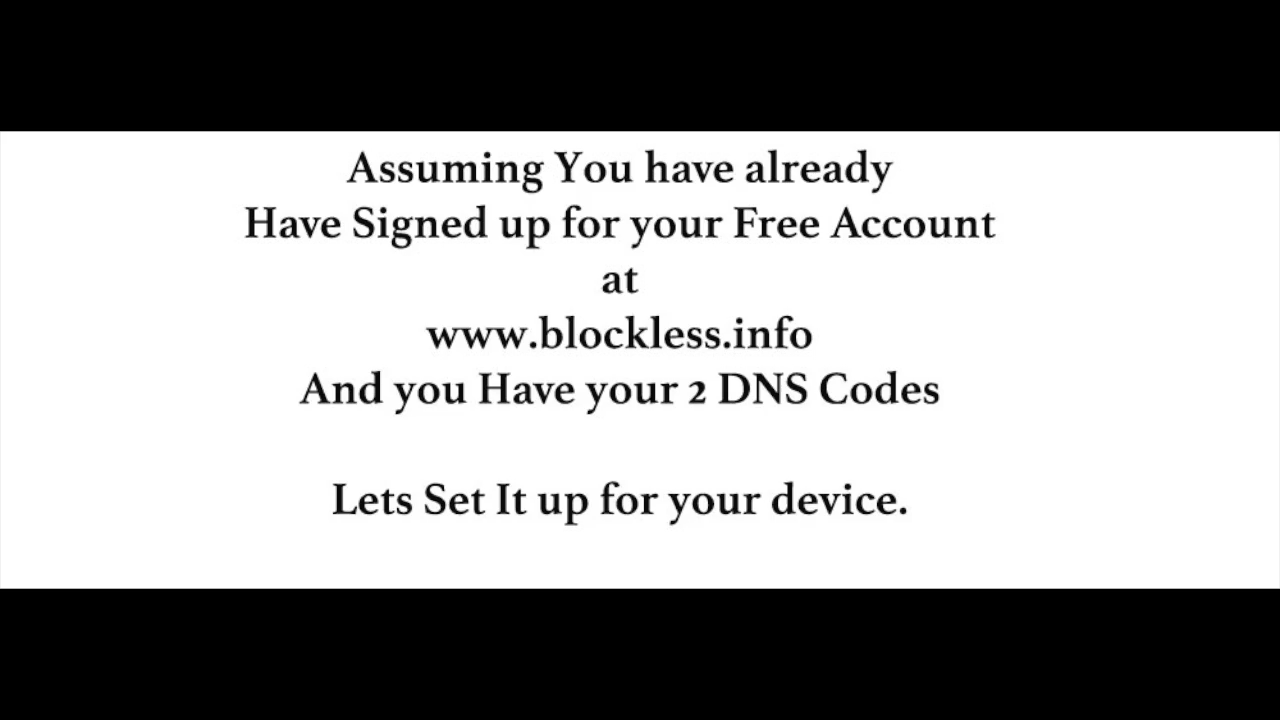 Assuming You have already
Have Signed up for your Free Account
at
www.blockless.info
And you Have your 2 DNS Codes
Lets Set It up for your device.